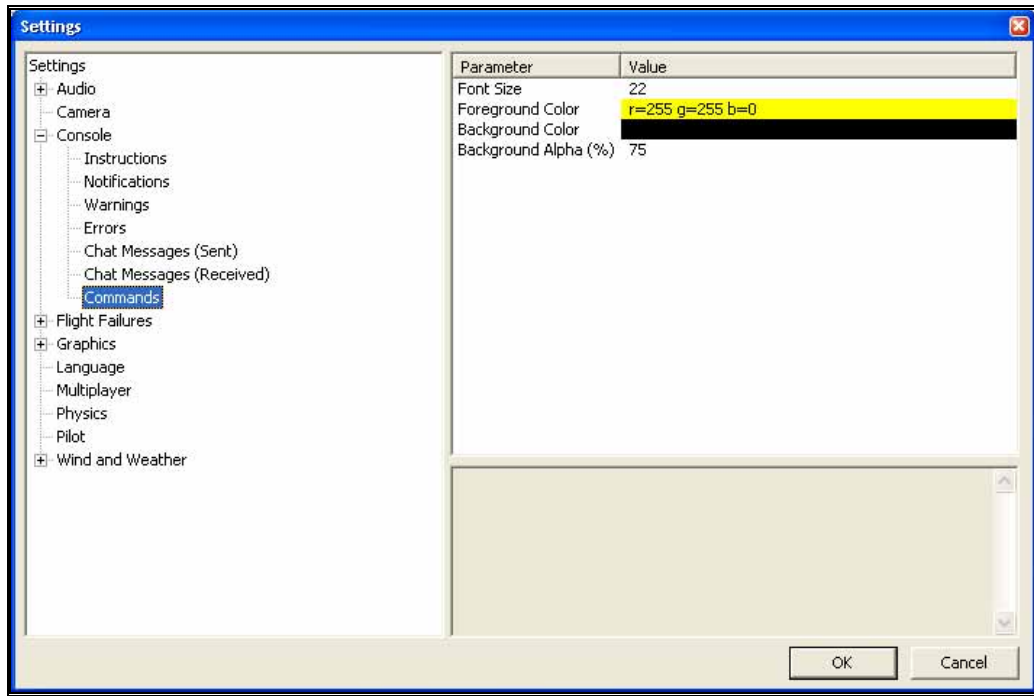 Settings
Settings
Audio
Camera
Console
Instructions
Notifications
Warnings
Errors
Chat Messages (Sent)
Chat Messages (Received)
Commands
Flight Failures
Graphics
Language
Multiplayer
Physics
Pilot
Wind and Weather
Parameter Value
Font Size 22
Foreground Color r=255 g=255 b=0
Background Color
Background Alpha (%) 75
OK Cancel